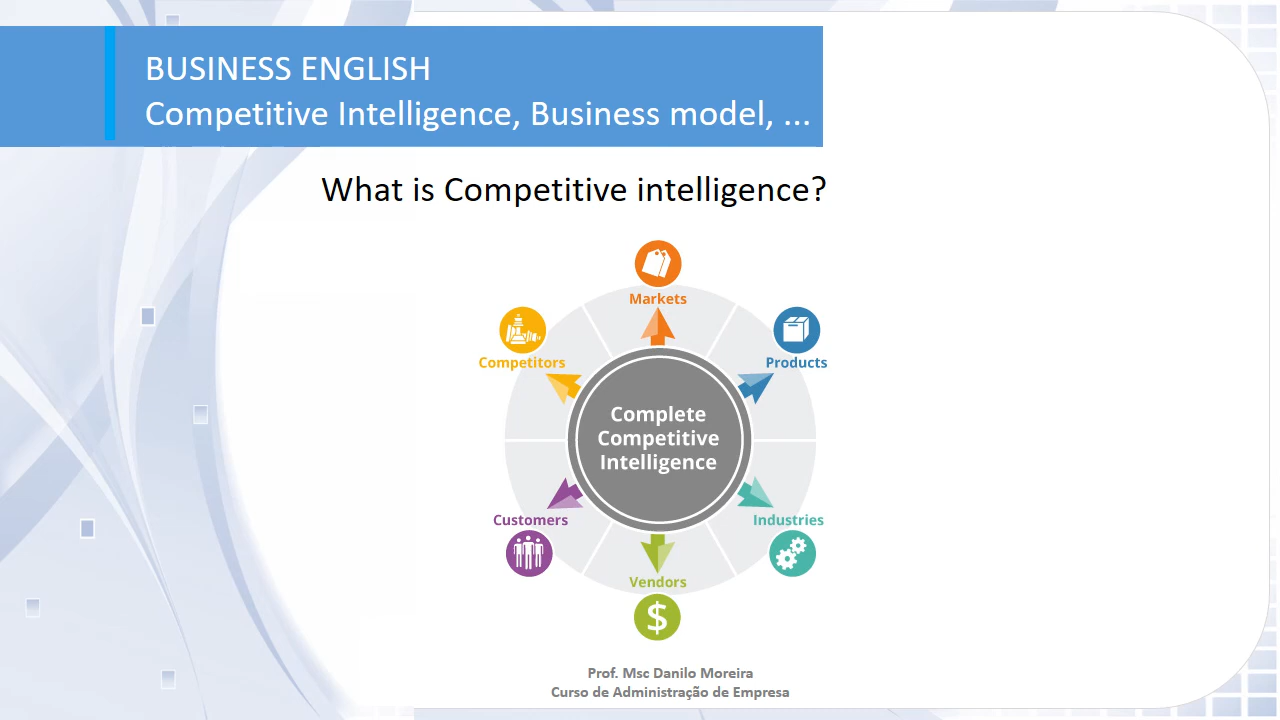 BUSINESS ENGLISH
Competitive Intelligence, Business model, ...
What is Competitive intelligence?
Markets
Competitors
Products
Complete
Competitive
Intelligence
Customers
Industries
Vendors
$
Prof. Msc Danilo Moreira
Curso de Administração de Empresa